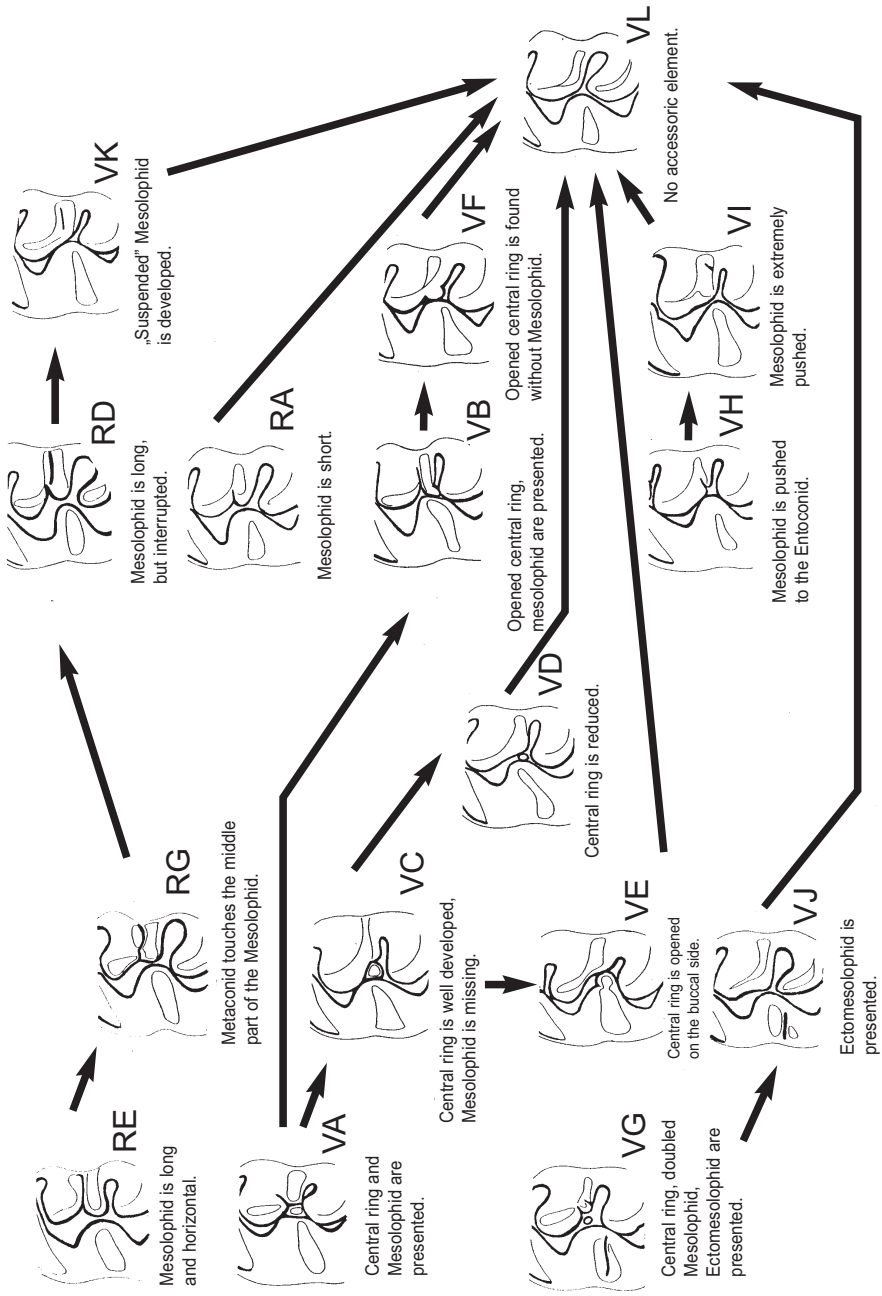 RE
Mesolophid is long
and horizontal.
RG
Metaconid touches the middle
part of the Mesolophid.
RD
Mesolophid is long,
but interrupted.
VK
„Suspended” Mesolophid
is developed.
RA
Mesolophid is short.
VA
Central ring and
Mesolophid are
presented.
VC
Central ring is well developed,
Mesolophid is missing.
VB
Opened central ring,
mesolophid are presented.
VF
Opened central ring is found
without Mesolophid.
VD
Central ring is reduced.
VL
No accessoric element.
VE
Central ring is opened
on the buccal side.
VH
Mesolophid is pushed
to the Entoconid.
VI
Mesolophid is extremely
pushed.
VG
Central ring, doubled
Mesolophid,
Ectomesolophid are
presented.
VJ
Ectomesolophid is
presented.